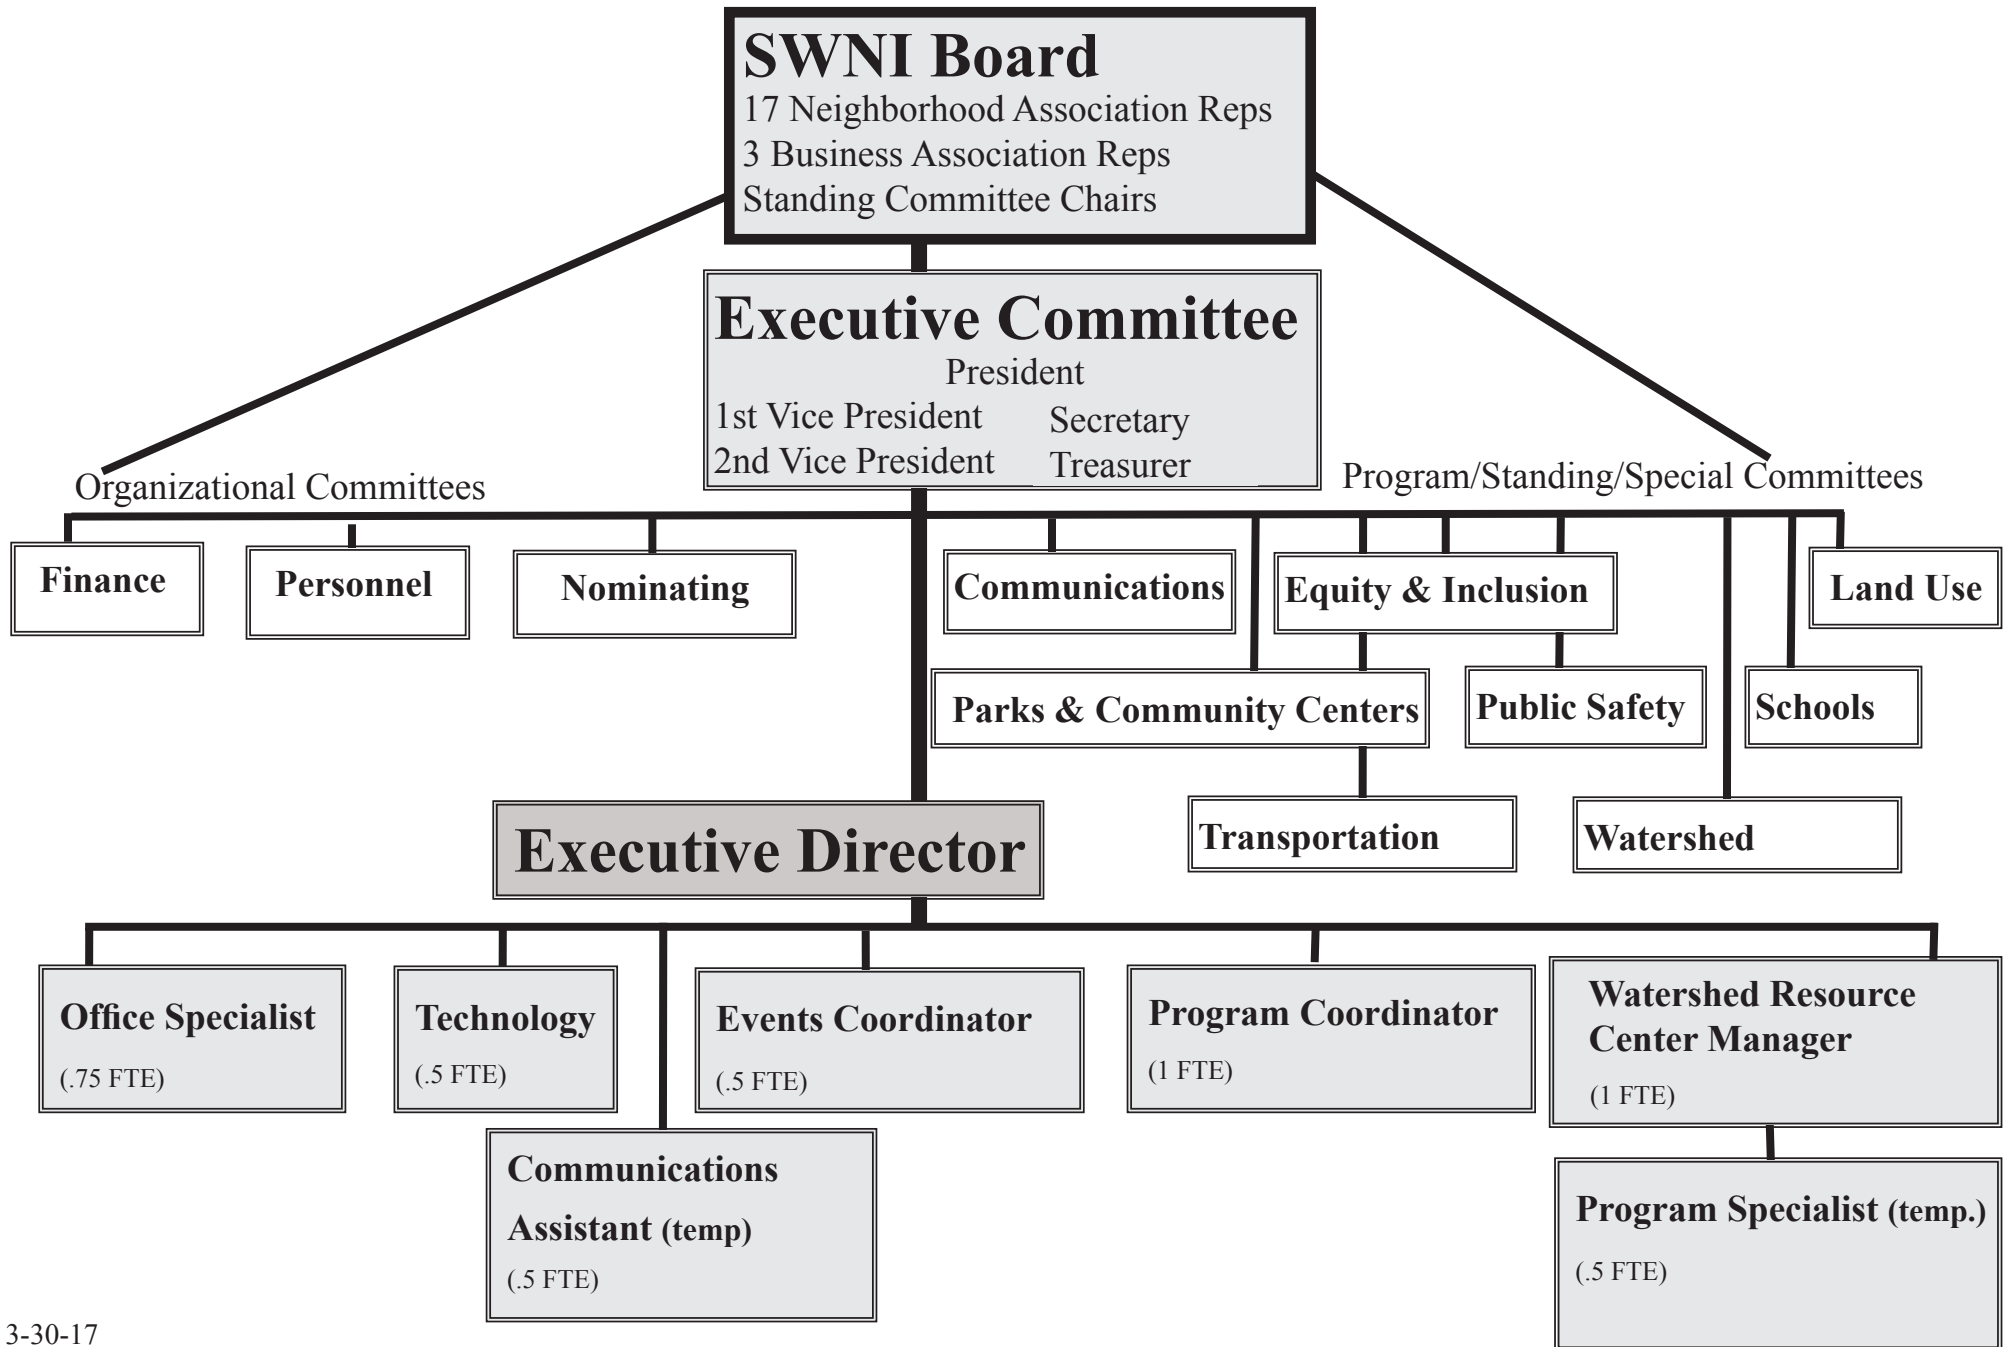 SWNI Board
17 Neighborhood Association Reps
3 Business Association Reps
Standing Committee Chairs
Executive Committee
President
1st Vice President
Secretary
2nd Vice President
Treasurer
Organizational Committees
Program/Standing/Special Committees
Finance
Personnel
Nominating
Communications
Equity & Inclusion
Land Use
Parks & Community Centers
Public Safety
Schools
Transportation
Watershed
Executive Director
Office Specialist
(.75 FTE)
Technology
(.5 FTE)
Events Coordinator
(.5 FTE)
Program Coordinator
(1 FTE)
Watershed Resource
Center Manager
(1 FTE)
Communications
Assistant (temp)
(.5 FTE)
Program Specialist (temp.)
(.5 FTE)
3-30-17